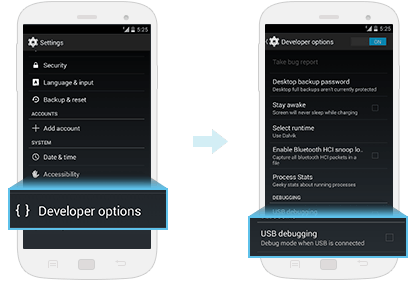 5:25
Settings
Security
Language & input
Backup & reset
ACCOUNTS
+ Add account
SYSTEM
Date & time
Accessibility
{ } Developer options
5:25
Developer options
ON
Take bug report
Desktop backup password
Desktop full backups aren't currently protected
Stay awake
Screen will never sleep while charging
Select runtime
Use Dalvik
Enable Bluetooth HCI snoop lo..
Capture all bluetooth HCI packets in a
file
Process Stats
Geeky stats about running processes
DEBUGGING
USB debugging
USB debugging
Debug mode when USB is connected